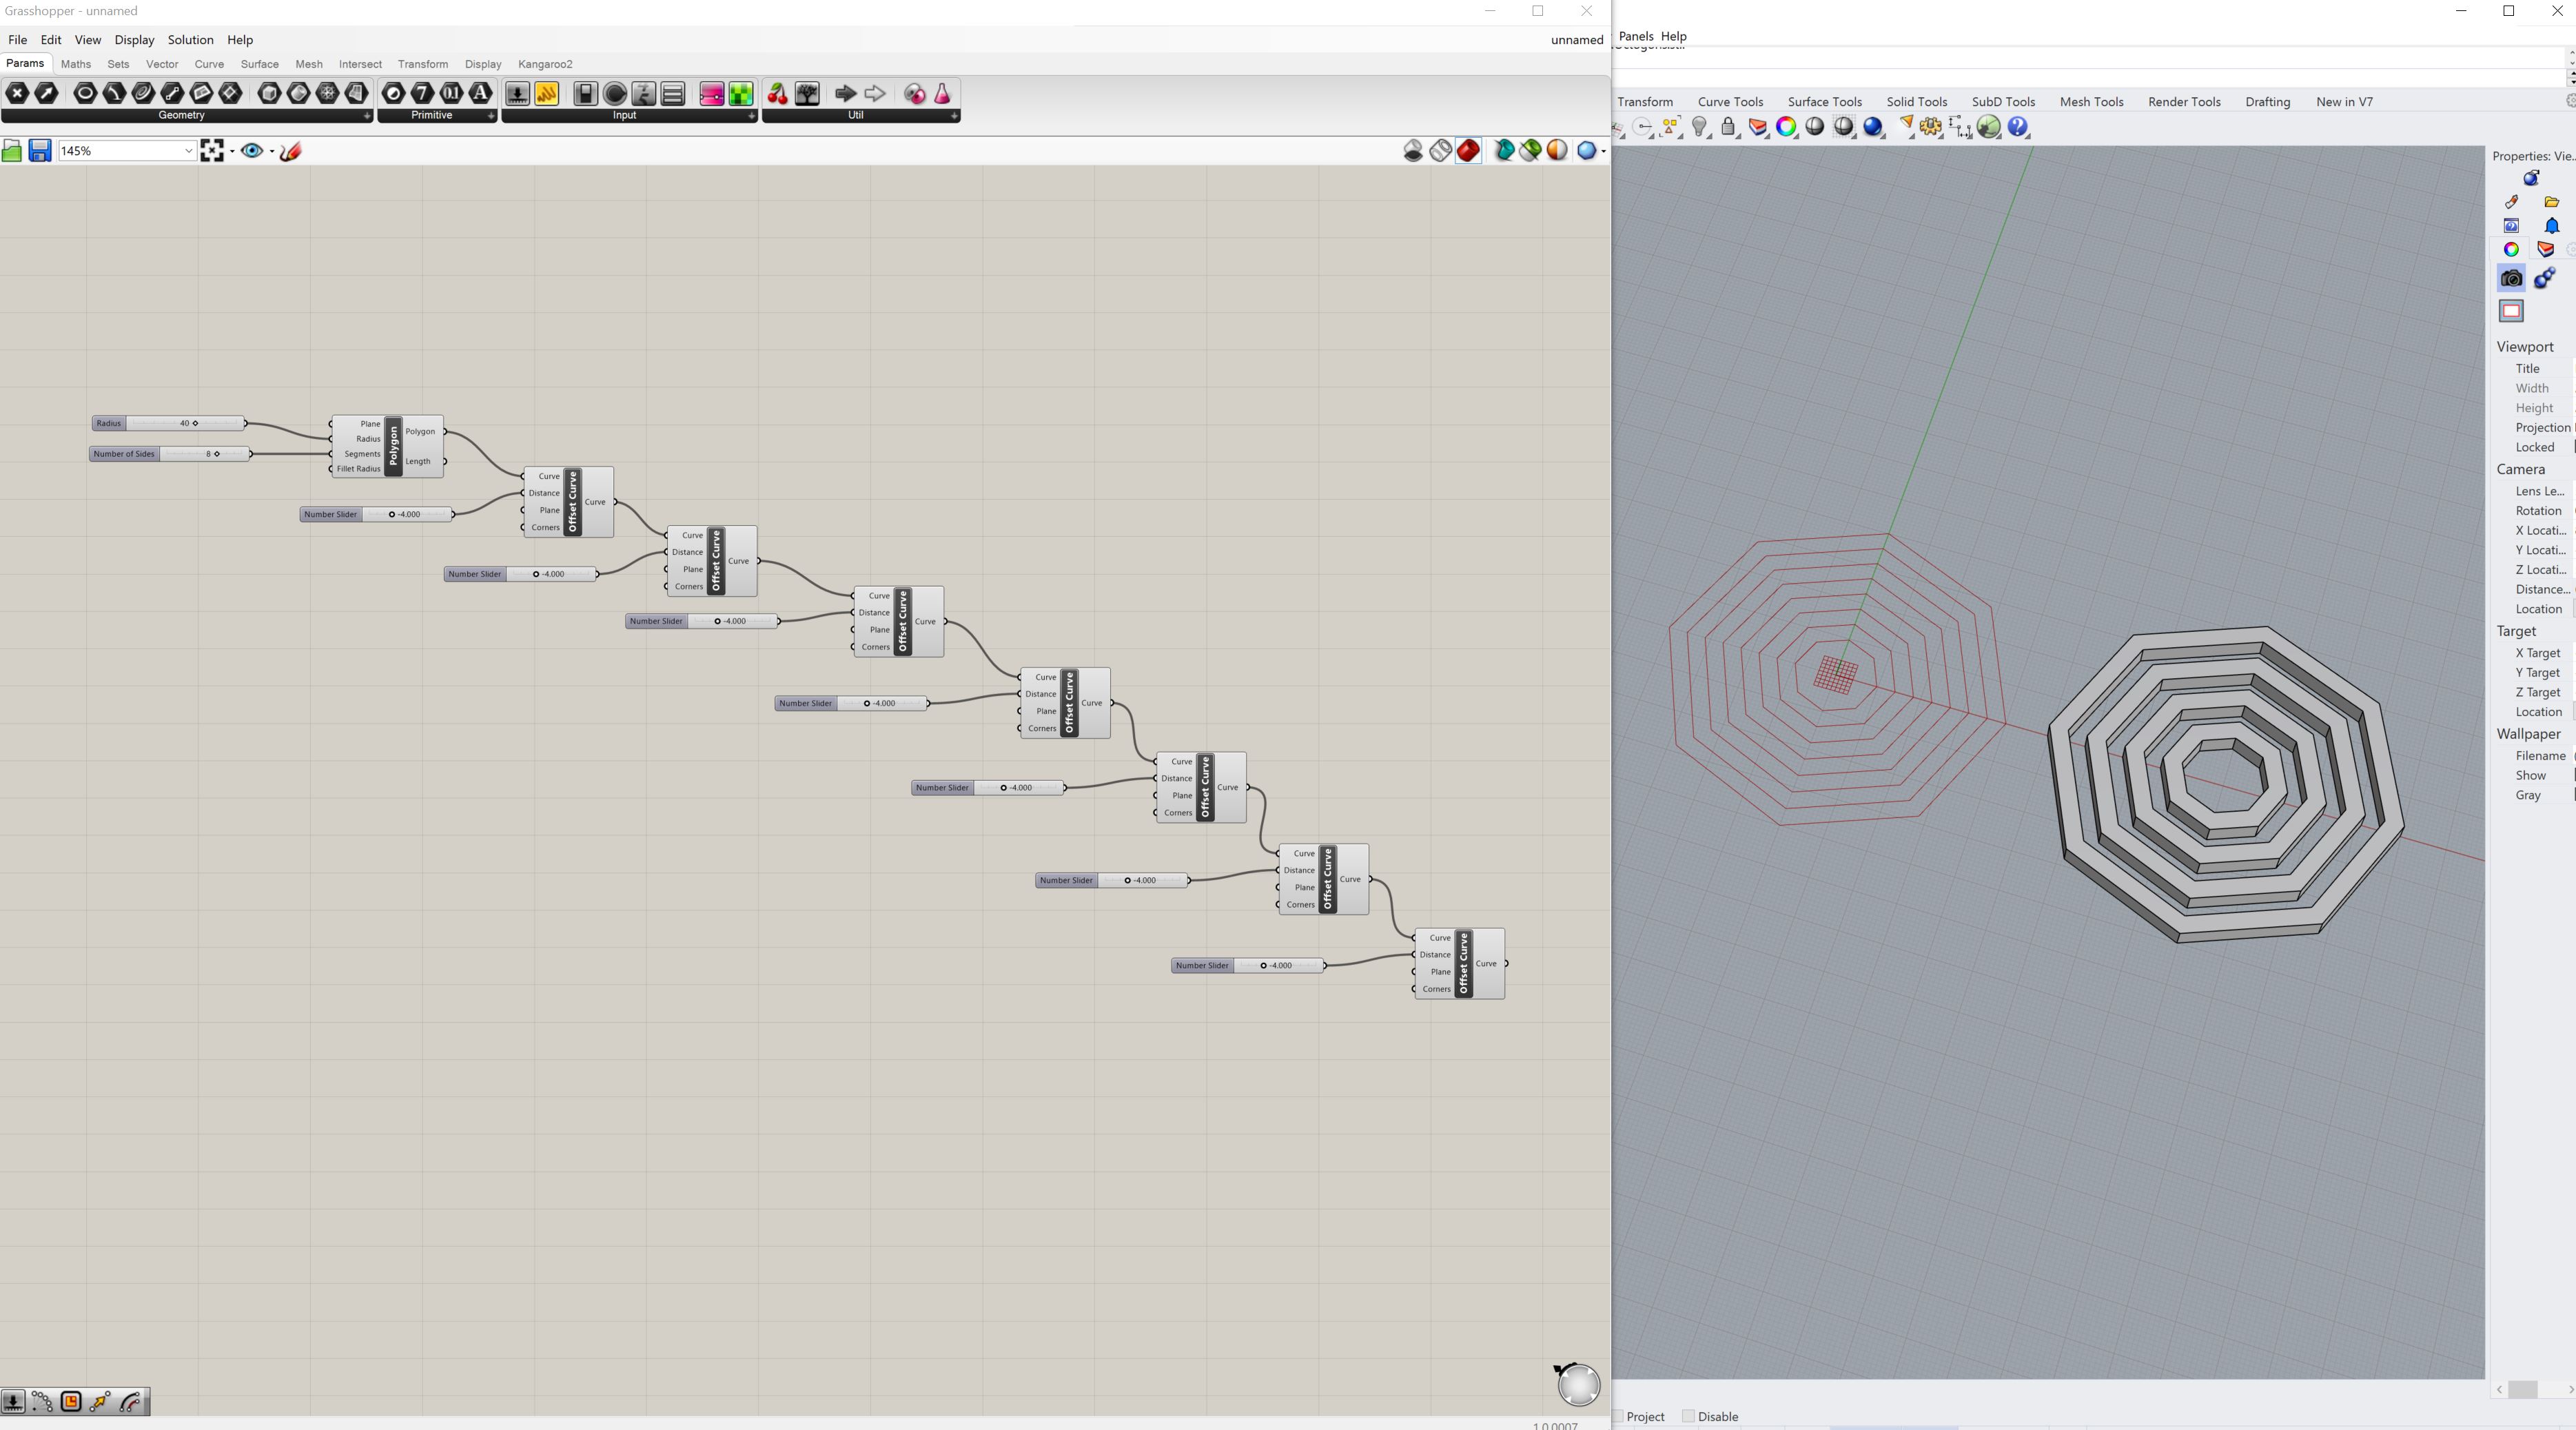 Grasshopper - unnamed
File Edit View Display Solution Help
unnamed
Params Maths Sets Vector Curve Surface Mesh Intersect Transform Display Kangaroo2
Geometry Primitive Input Util
145%
Radius 40
Number of Sides 8
Plane
Radius
Segments
Fillet Radius
Polygon
Polygon
Length
Number Slider -4.000
Curve
Distance
Plane
Corners
Offset Curve
Curve
Number Slider -4.000
Curve
Distance
Plane
Corners
Offset Curve
Curve
Number Slider -4.000
Curve
Distance
Plane
Corners
Offset Curve
Curve
Number Slider -4.000
Curve
Distance
Plane
Corners
Offset Curve
Curve
Number Slider -4.000
Curve
Distance
Plane
Corners
Offset Curve
Curve
Number Slider -4.000
Curve
Distance
Plane
Corners
Offset Curve
Curve
Number Slider -4.000
Curve
Distance
Plane
Corners
Offset Curve
Curve
1.0.0007
Panels Help
Transform Curve Tools Surface Tools Solid Tools SubD Tools Mesh Tools Render Tools Drafting New in V7
Properties: Vie...
Viewport
Title
Width
Height
Projection
Locked
Camera
Lens Le...
Rotation
X Locati...
Y Locati...
Z Locati...
Distance...
Location
Target
X Target
Y Target
Z Target
Location
Wallpaper
Filename
Show
Gray
Project Disable